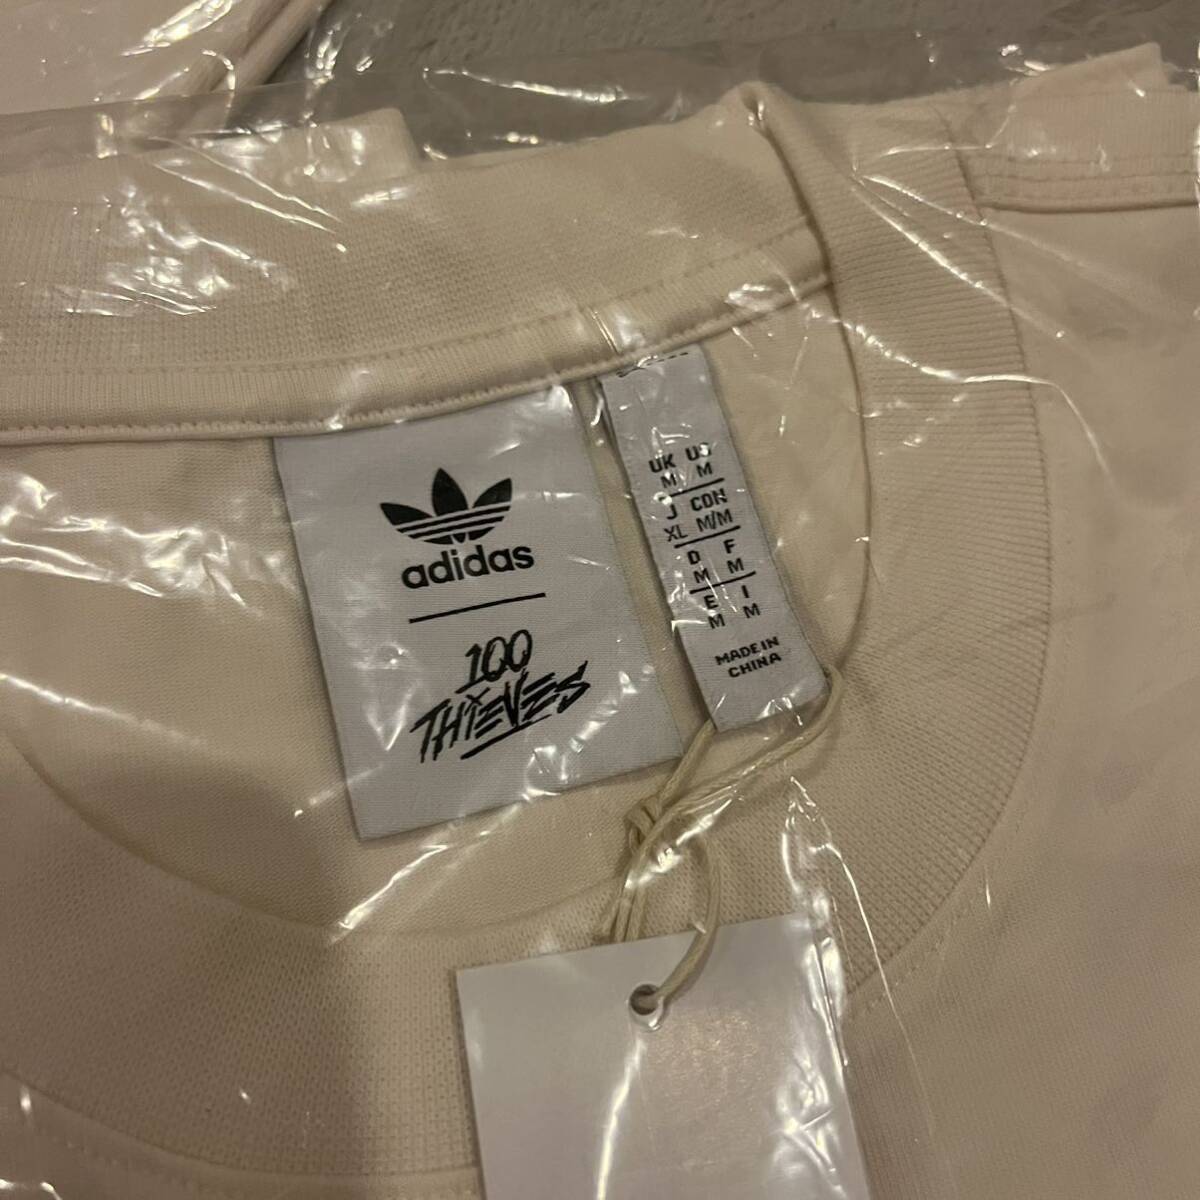 adidas
100
THIEVES
UK US
M M
J CON
XL M/M
D F
M M
E I
M M
MADE IN
CHINA